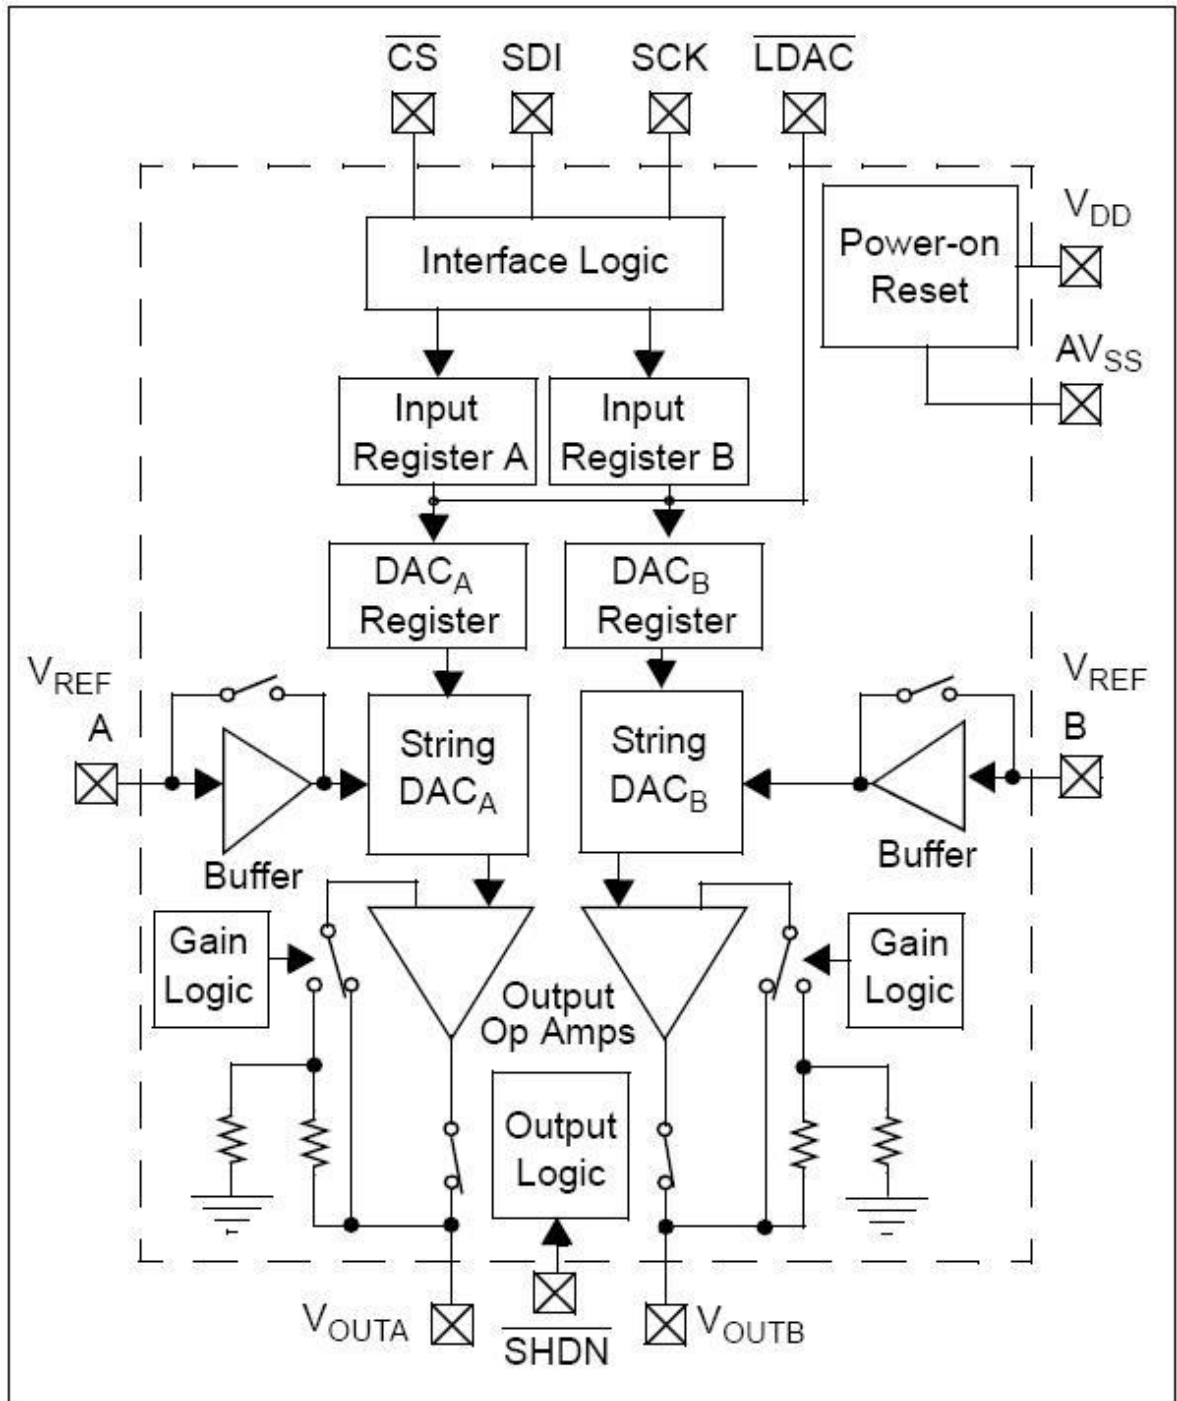 CS SDI SCK LDAC
Interface Logic
Power-on
Reset
VDD
AVSS
Input
Register A
Input
Register B
DACA
Register
DACB
Register
VREF
A
String
DACA
String
DACB
VREF
B
Buffer
Buffer
Gain
Logic
Output
Op Amps
Gain
Logic
Output
Logic
VOUTA
SHDN
VOUTB